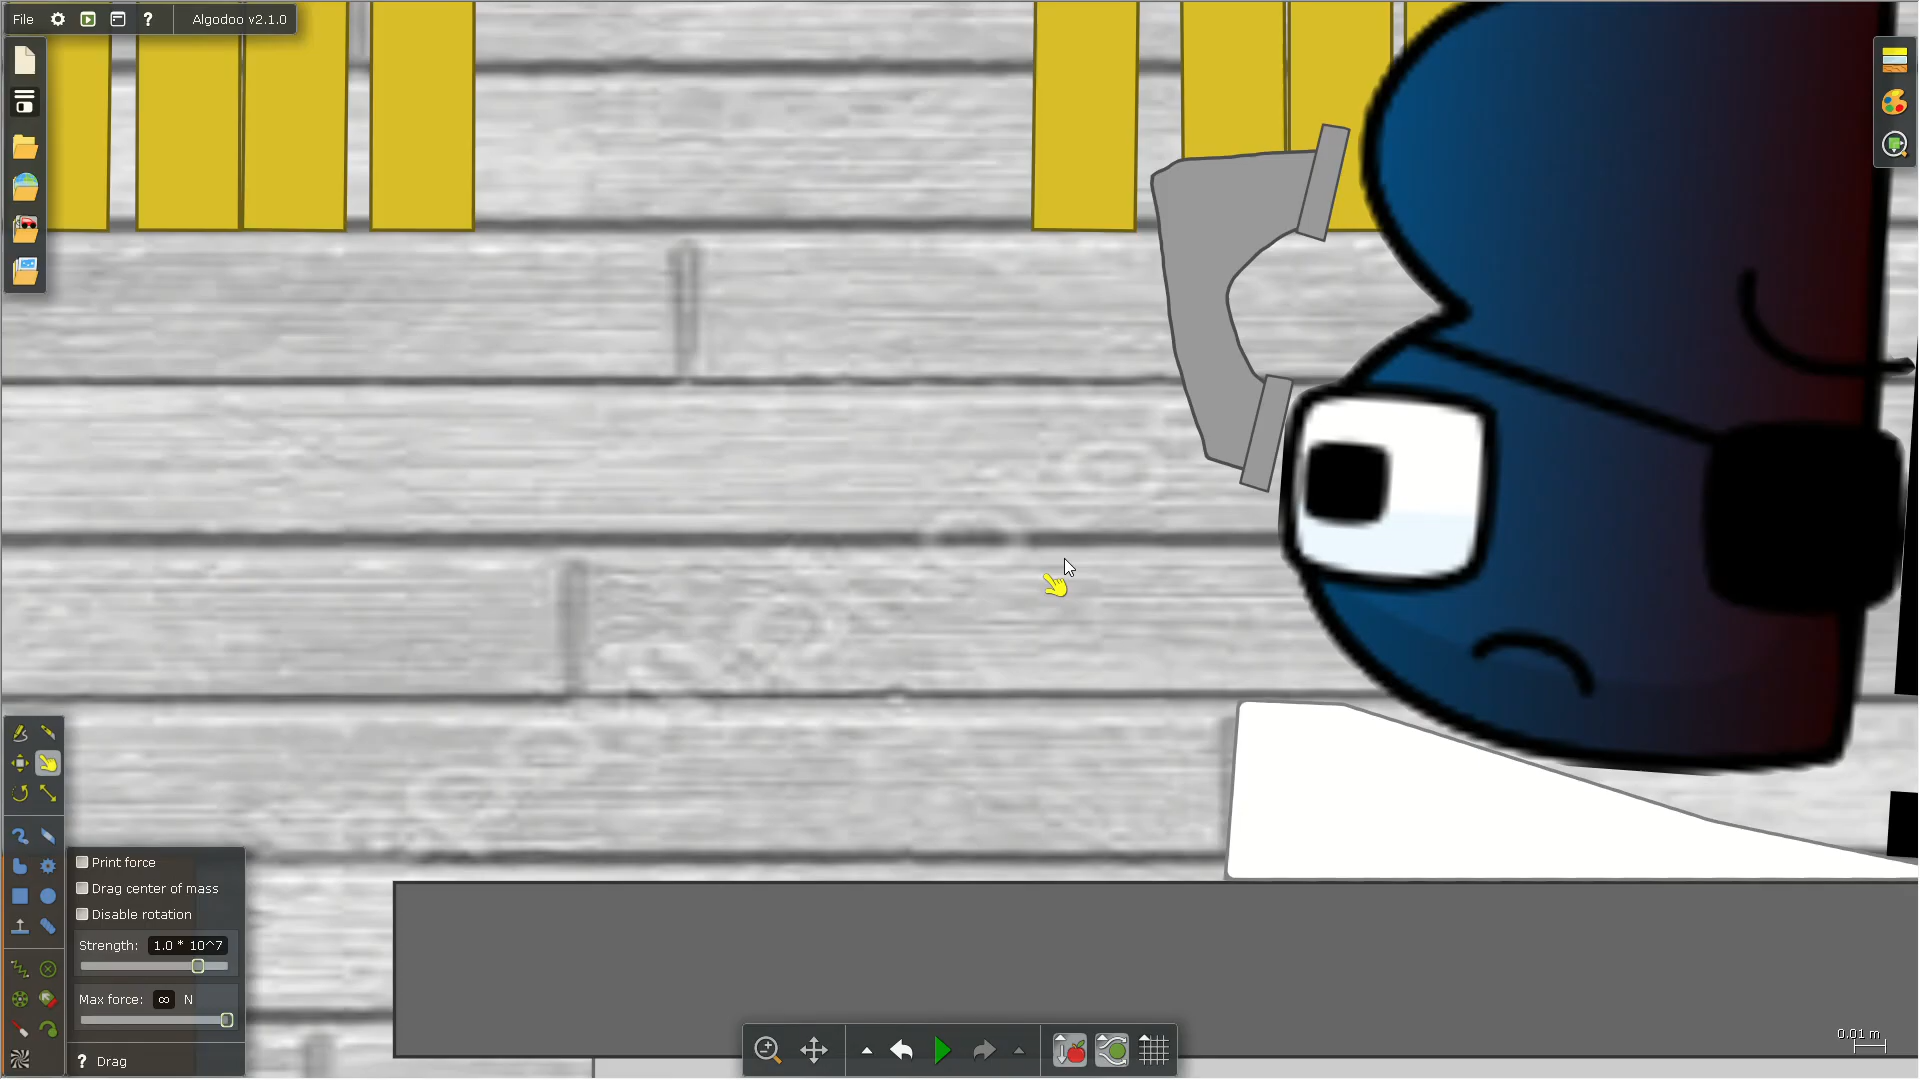 File ? Algodoo v2.1.0
Print force
Drag center of mass
Disable rotation
Strength: 1.0 * 10^7
Max force: ∞ N
? Drag
0.01 m